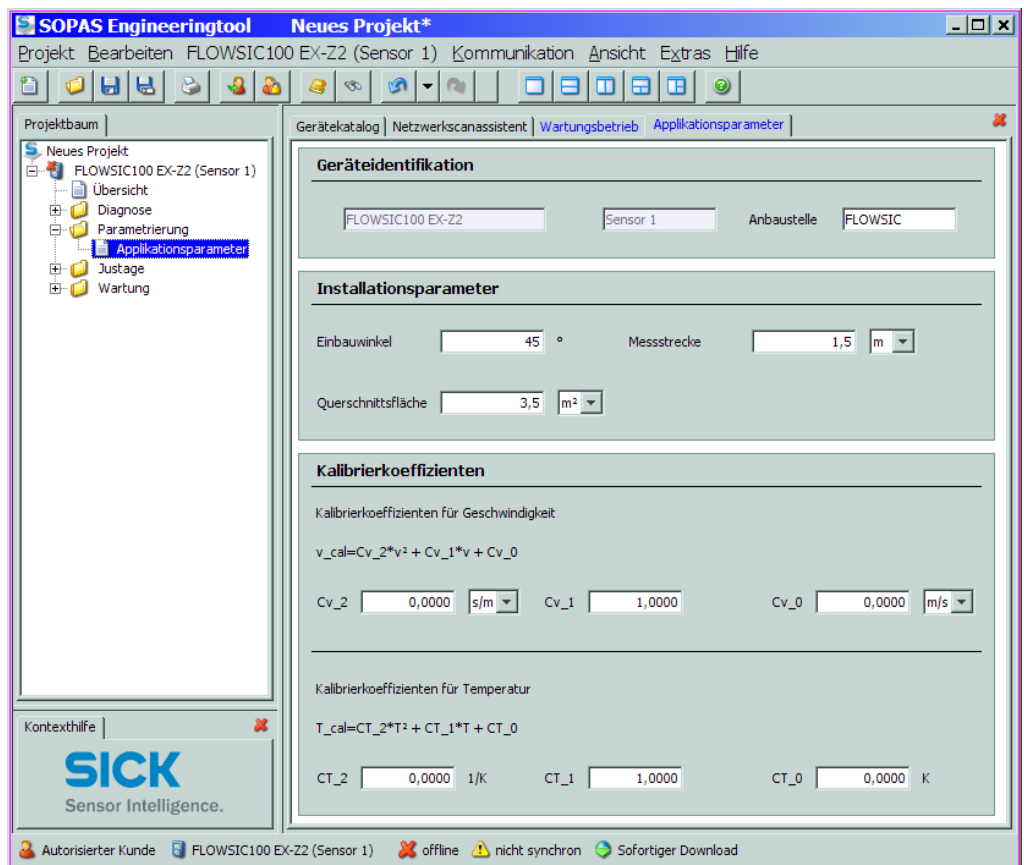 SOPAS Engineeringtool Neues Projekt*
Projekt Bearbeiten FLOWSIC100 EX-Z2 (Sensor 1) Kommunikation Ansicht Extras Hilfe
Projektbaum
Neues Projekt
FLOWSIC100 EX-Z2 (Sensor 1)
Übersicht
Diagnose
Parametrierung
Applikationsparameter
Justage
Wartung
Kontexthilfe
SICK
Sensor Intelligence.
Gerätekatalog Netzwerkscanassistent Wartungsbetrieb Applikationsparameter
Geräteidentifikation
FLOWSIC100 EX-Z2 Sensor 1 Anbaustelle FLOWSIC
Installationsparameter
Einbauwinkel 45 ° Messstrecke 1,5 m
Querschnittsfläche 3,5 m²
Kalibrierkoeffizienten
Kalibrierkoeffizienten für Geschwindigkeit
v_cal=Cv_2*v² + Cv_1*v + Cv_0
Cv_2 0,0000 s/m Cv_1 1,0000 Cv_0 0,0000 m/s
Kalibrierkoeffizienten für Temperatur
T_cal=CT_2*T² + CT_1*T + CT_0
CT_2 0,0000 1/K CT_1 1,0000 CT_0 0,0000 K
Autorisierter Kunde FLOWSIC100 EX-Z2 (Sensor 1) offline nicht synchron Sofortiger Download